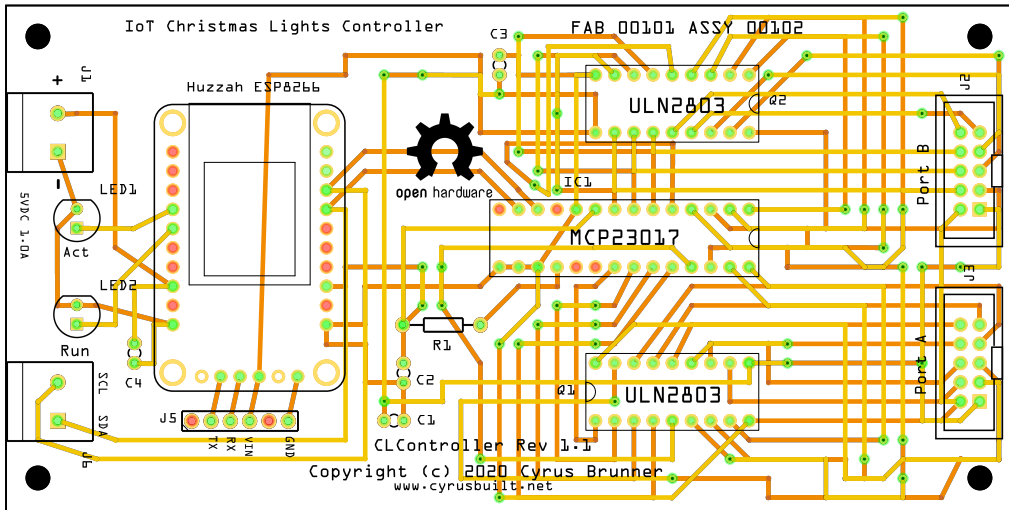 IoT Christmas Lights Controller
FAB 00101 ASSY 00102
C3
J1
+
-
5VDC 1.0A
Huzzah ESP8266
ULN2803
Q2
J2
Port B
open hardware
IC1
MCP23017
LED1
Act
LED2
Run
R1
J3
Port A
C4
C2
C1
Q1
ULN2803
SCL
SDA
J6
J5
TX
RX
VIN
GND
CLController Rev 1.1
Copyright (c) 2020 Cyrus Brunner
www.cyrusbuilt.net